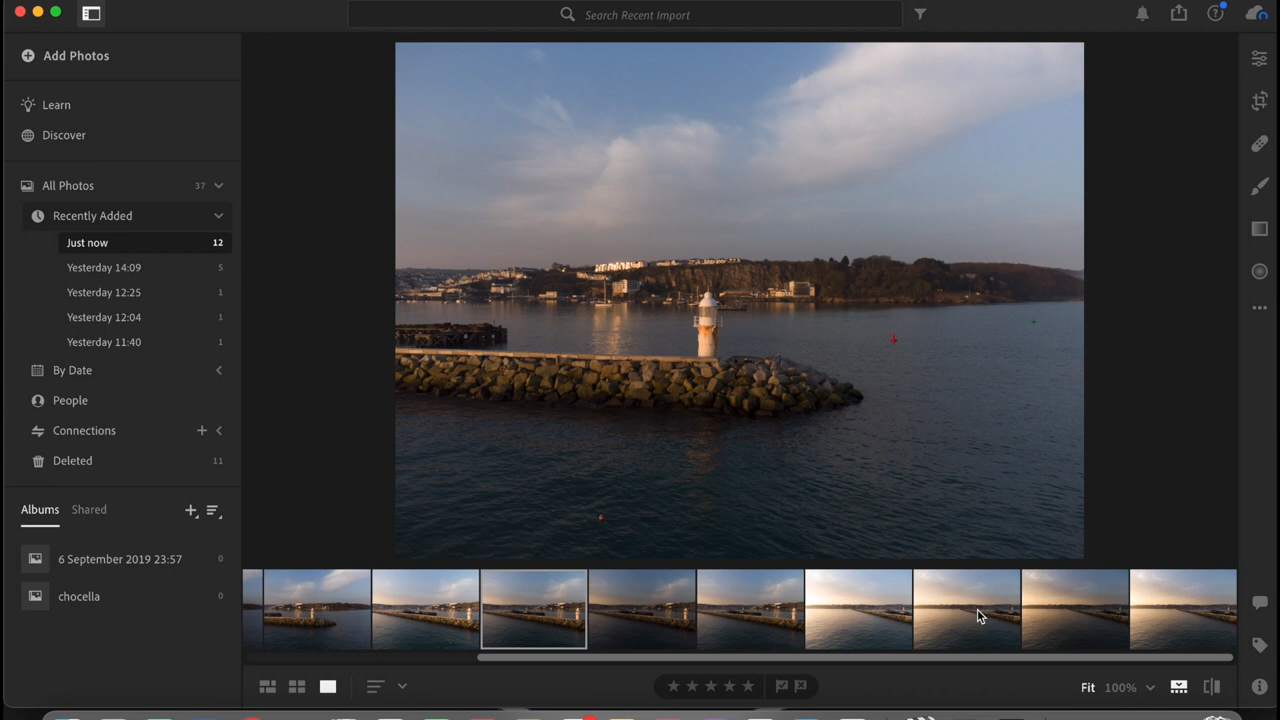 Search Recent Import
Add Photos
Learn
Discover
All Photos 37
Recently Added
Just now 12
Yesterday 14:09 5
Yesterday 12:25 1
Yesterday 12:04 1
Yesterday 11:40 1
By Date
People
Connections
Deleted 11
Albums Shared
6 September 2019 23:57 0
chocella 0
Fit 100%